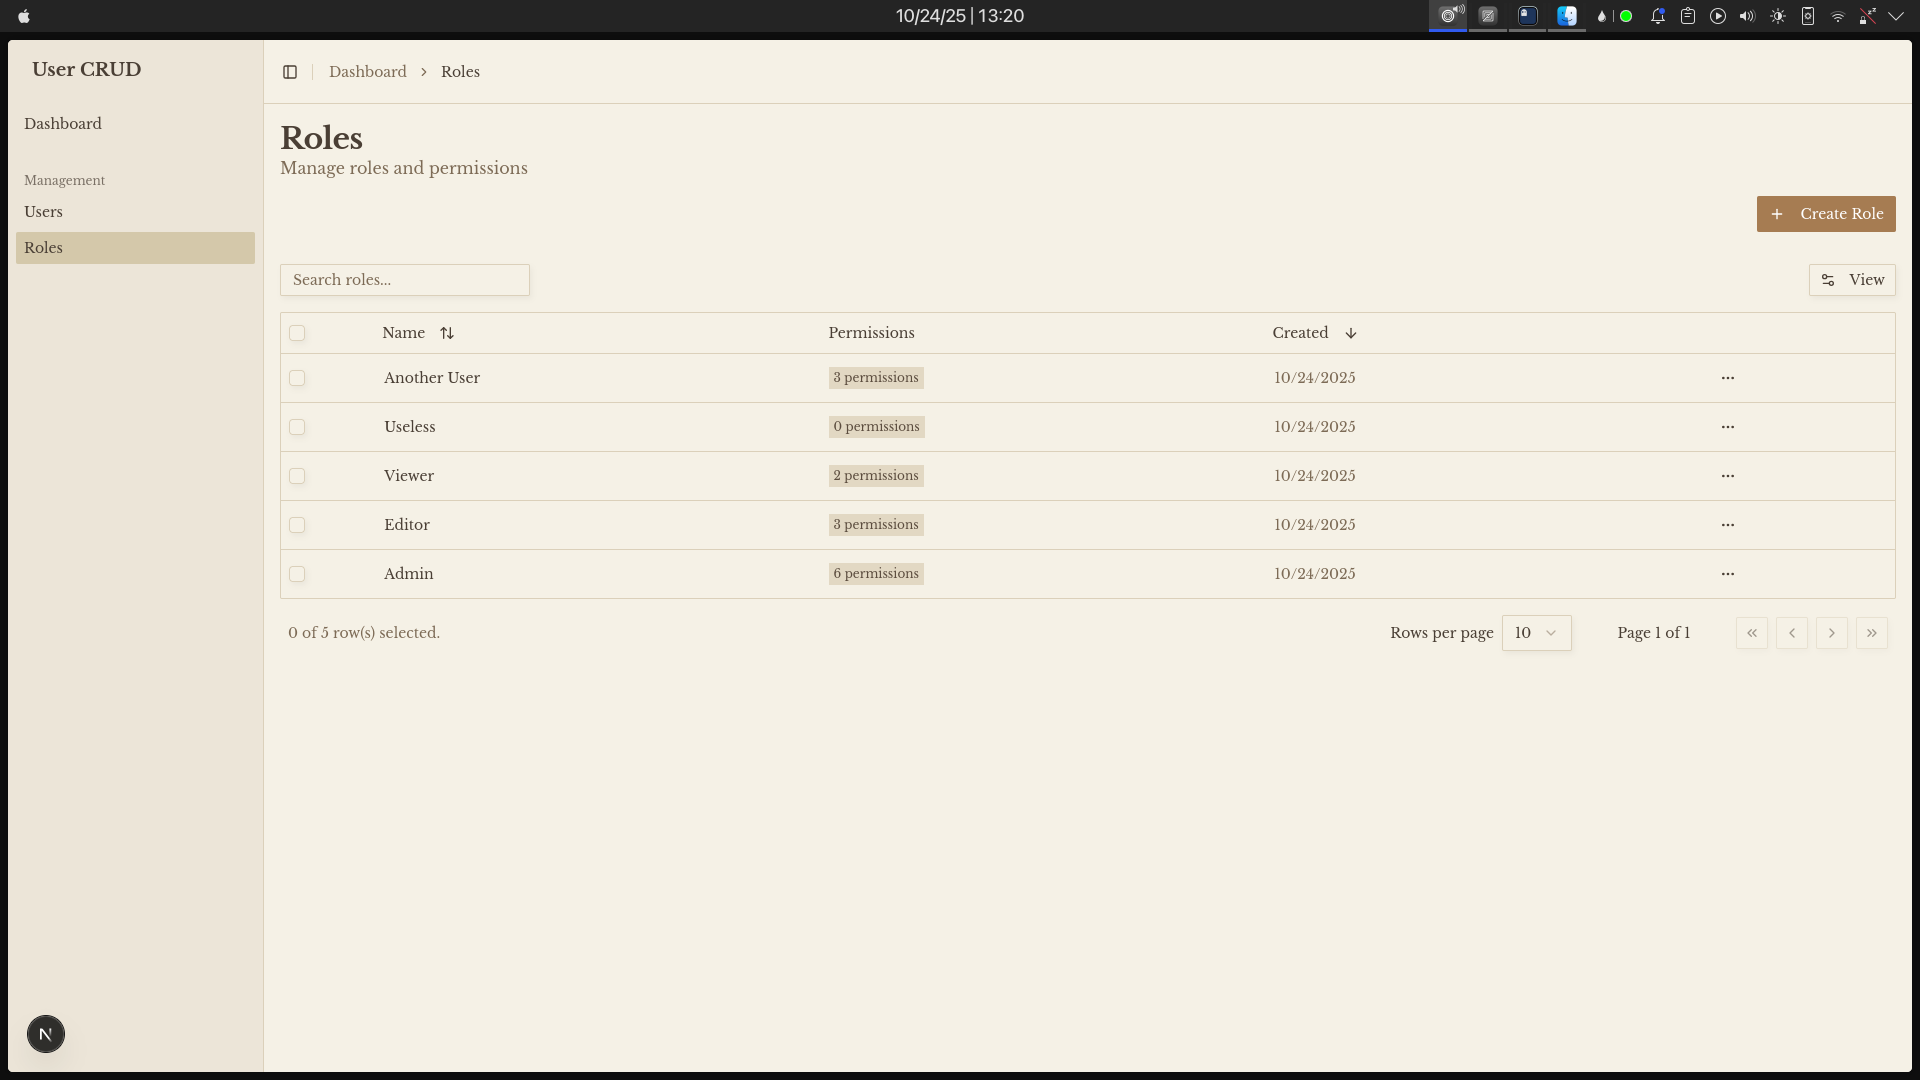 10/24/25 | 13:20
User CRUD
Dashboard
Management
Users
Roles
Dashboard > Roles
Roles
Manage roles and permissions
+ Create Role
Search roles...
View
Name Permissions Created
Another User 3 permissions 10/24/2025 ...
Useless 0 permissions 10/24/2025 ...
Viewer 2 permissions 10/24/2025 ...
Editor 3 permissions 10/24/2025 ...
Admin 6 permissions 10/24/2025 ...
0 of 5 row(s) selected.
Rows per page 10 Page 1 of 1
N